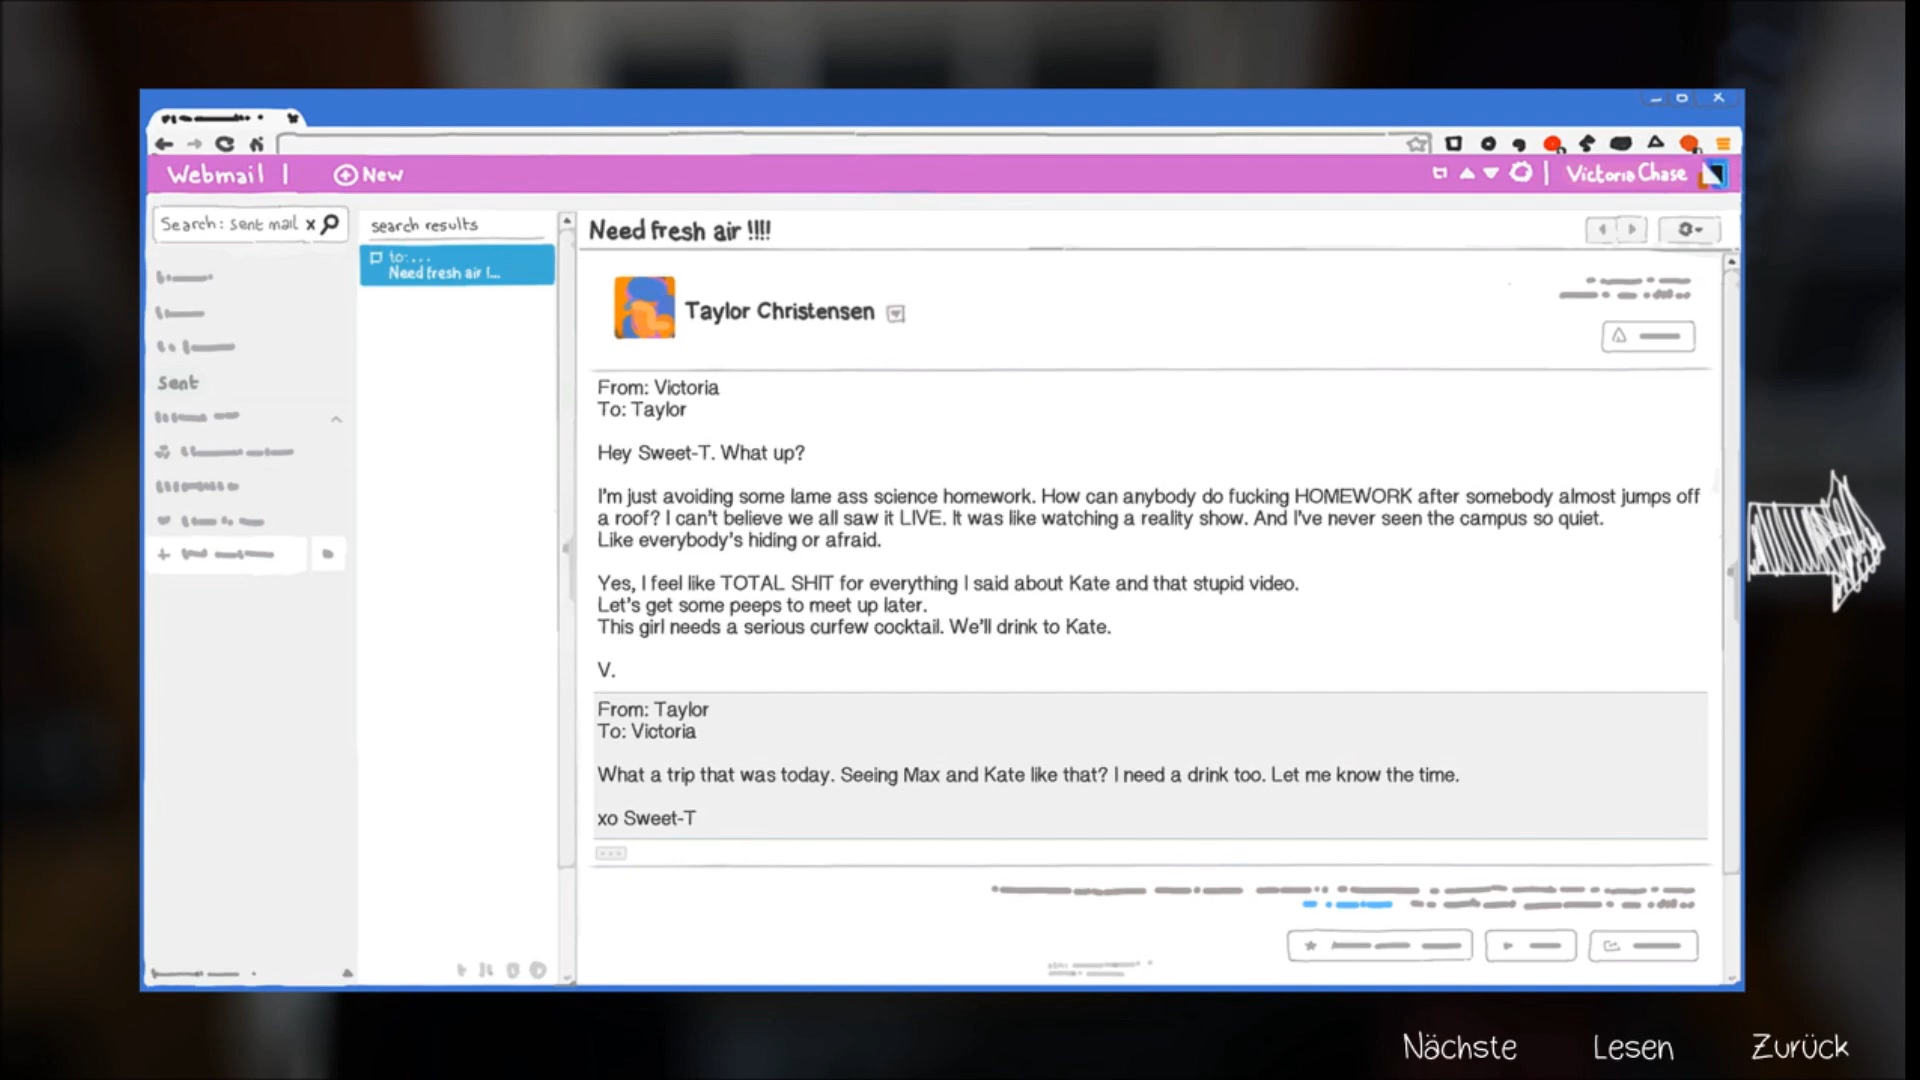 Webmail |
New
Victoria Chase
Search: sent mail x
search results
to:...
Need fresh air !...
Sent
Need fresh air !!!!
Taylor Christensen
From: Victoria
To: Taylor
Hey Sweet-T. What up?
I'm just avoiding some lame ass science homework. How can anybody do fucking HOMEWORK after somebody almost jumps off
a roof? I can't believe we all saw it LIVE. It was like watching a reality show. And I've never seen the campus so quiet.
Like everybody's hiding or afraid.
Yes, I feel like TOTAL SHIT for everything I said about Kate and that stupid video.
Let's get some peeps to meet up later.
This girl needs a serious curfew cocktail. We'll drink to Kate.
V.
From: Taylor
To: Victoria
What a trip that was today. Seeing Max and Kate like that? I need a drink too. Let me know the time.
xo Sweet-T
Nächste Lesen Zurück